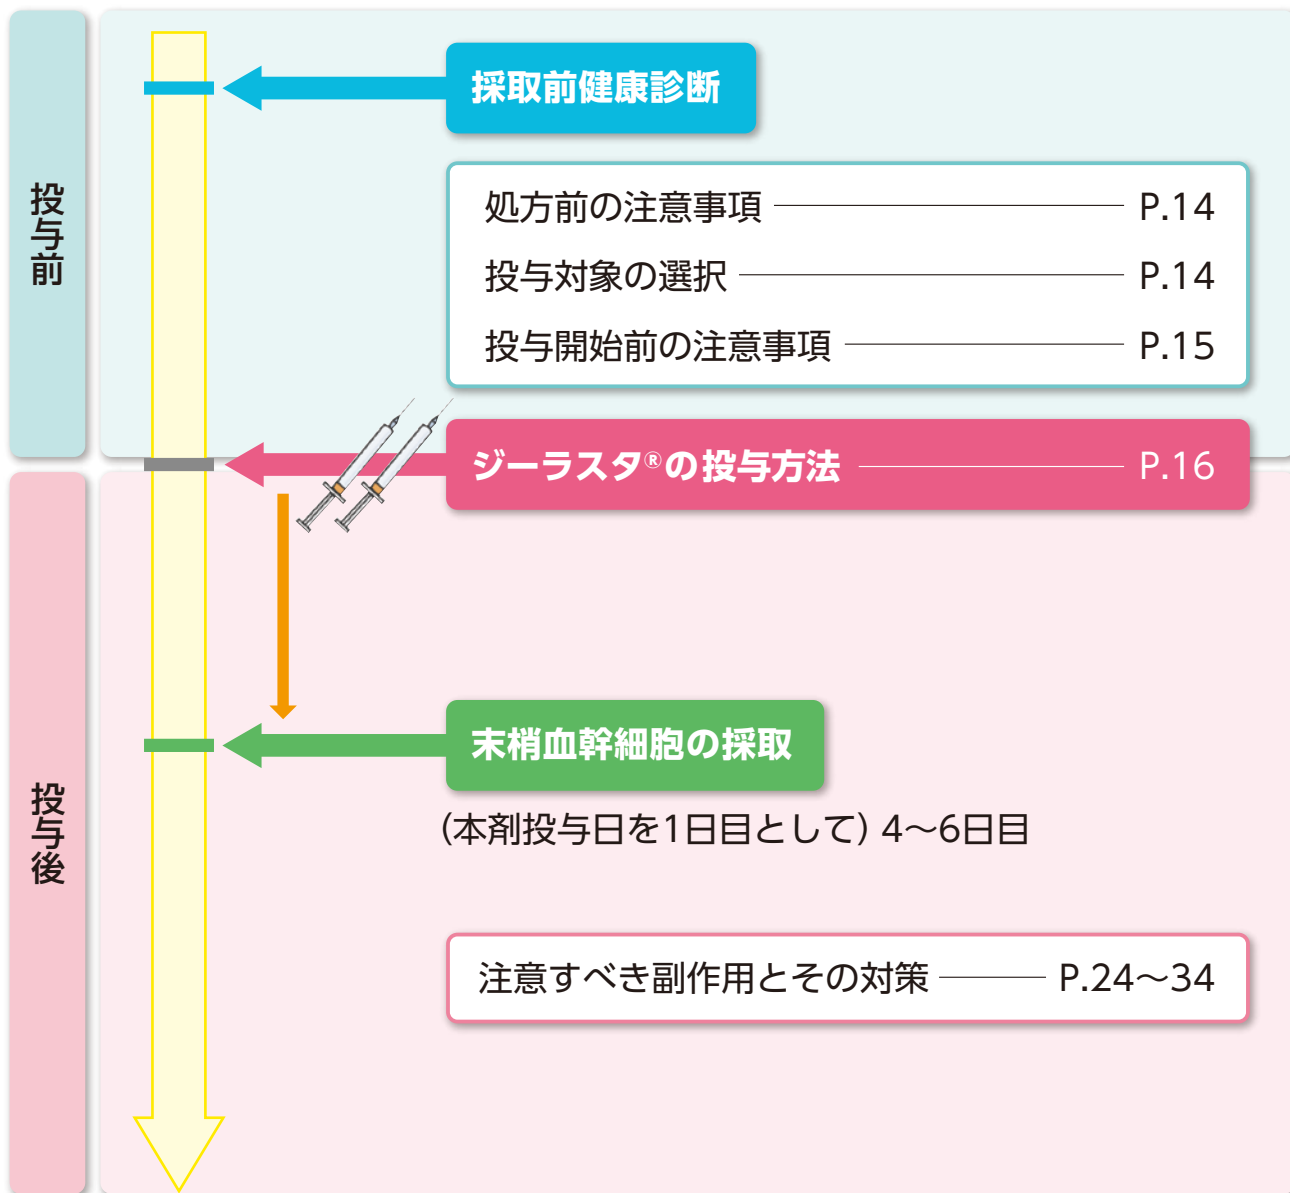 投与前
採取前健康診断
処方前の注意事項 P.14
投与対象の選択 P.14
投与開始前の注意事項 P.15
ジーラスタ®の投与方法 P.16
投与後
末梢血幹細胞の採取
(本剤投与日を1日目として) 4〜6日目
注意すべき副作用とその対策 P.24〜34